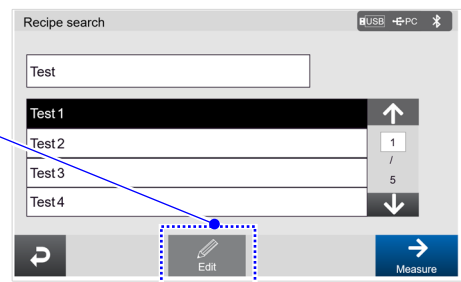 Recipe search
USB PC
Test
Test 1
Test 2
Test 3
Test 4
1
/
5
Edit
Measure